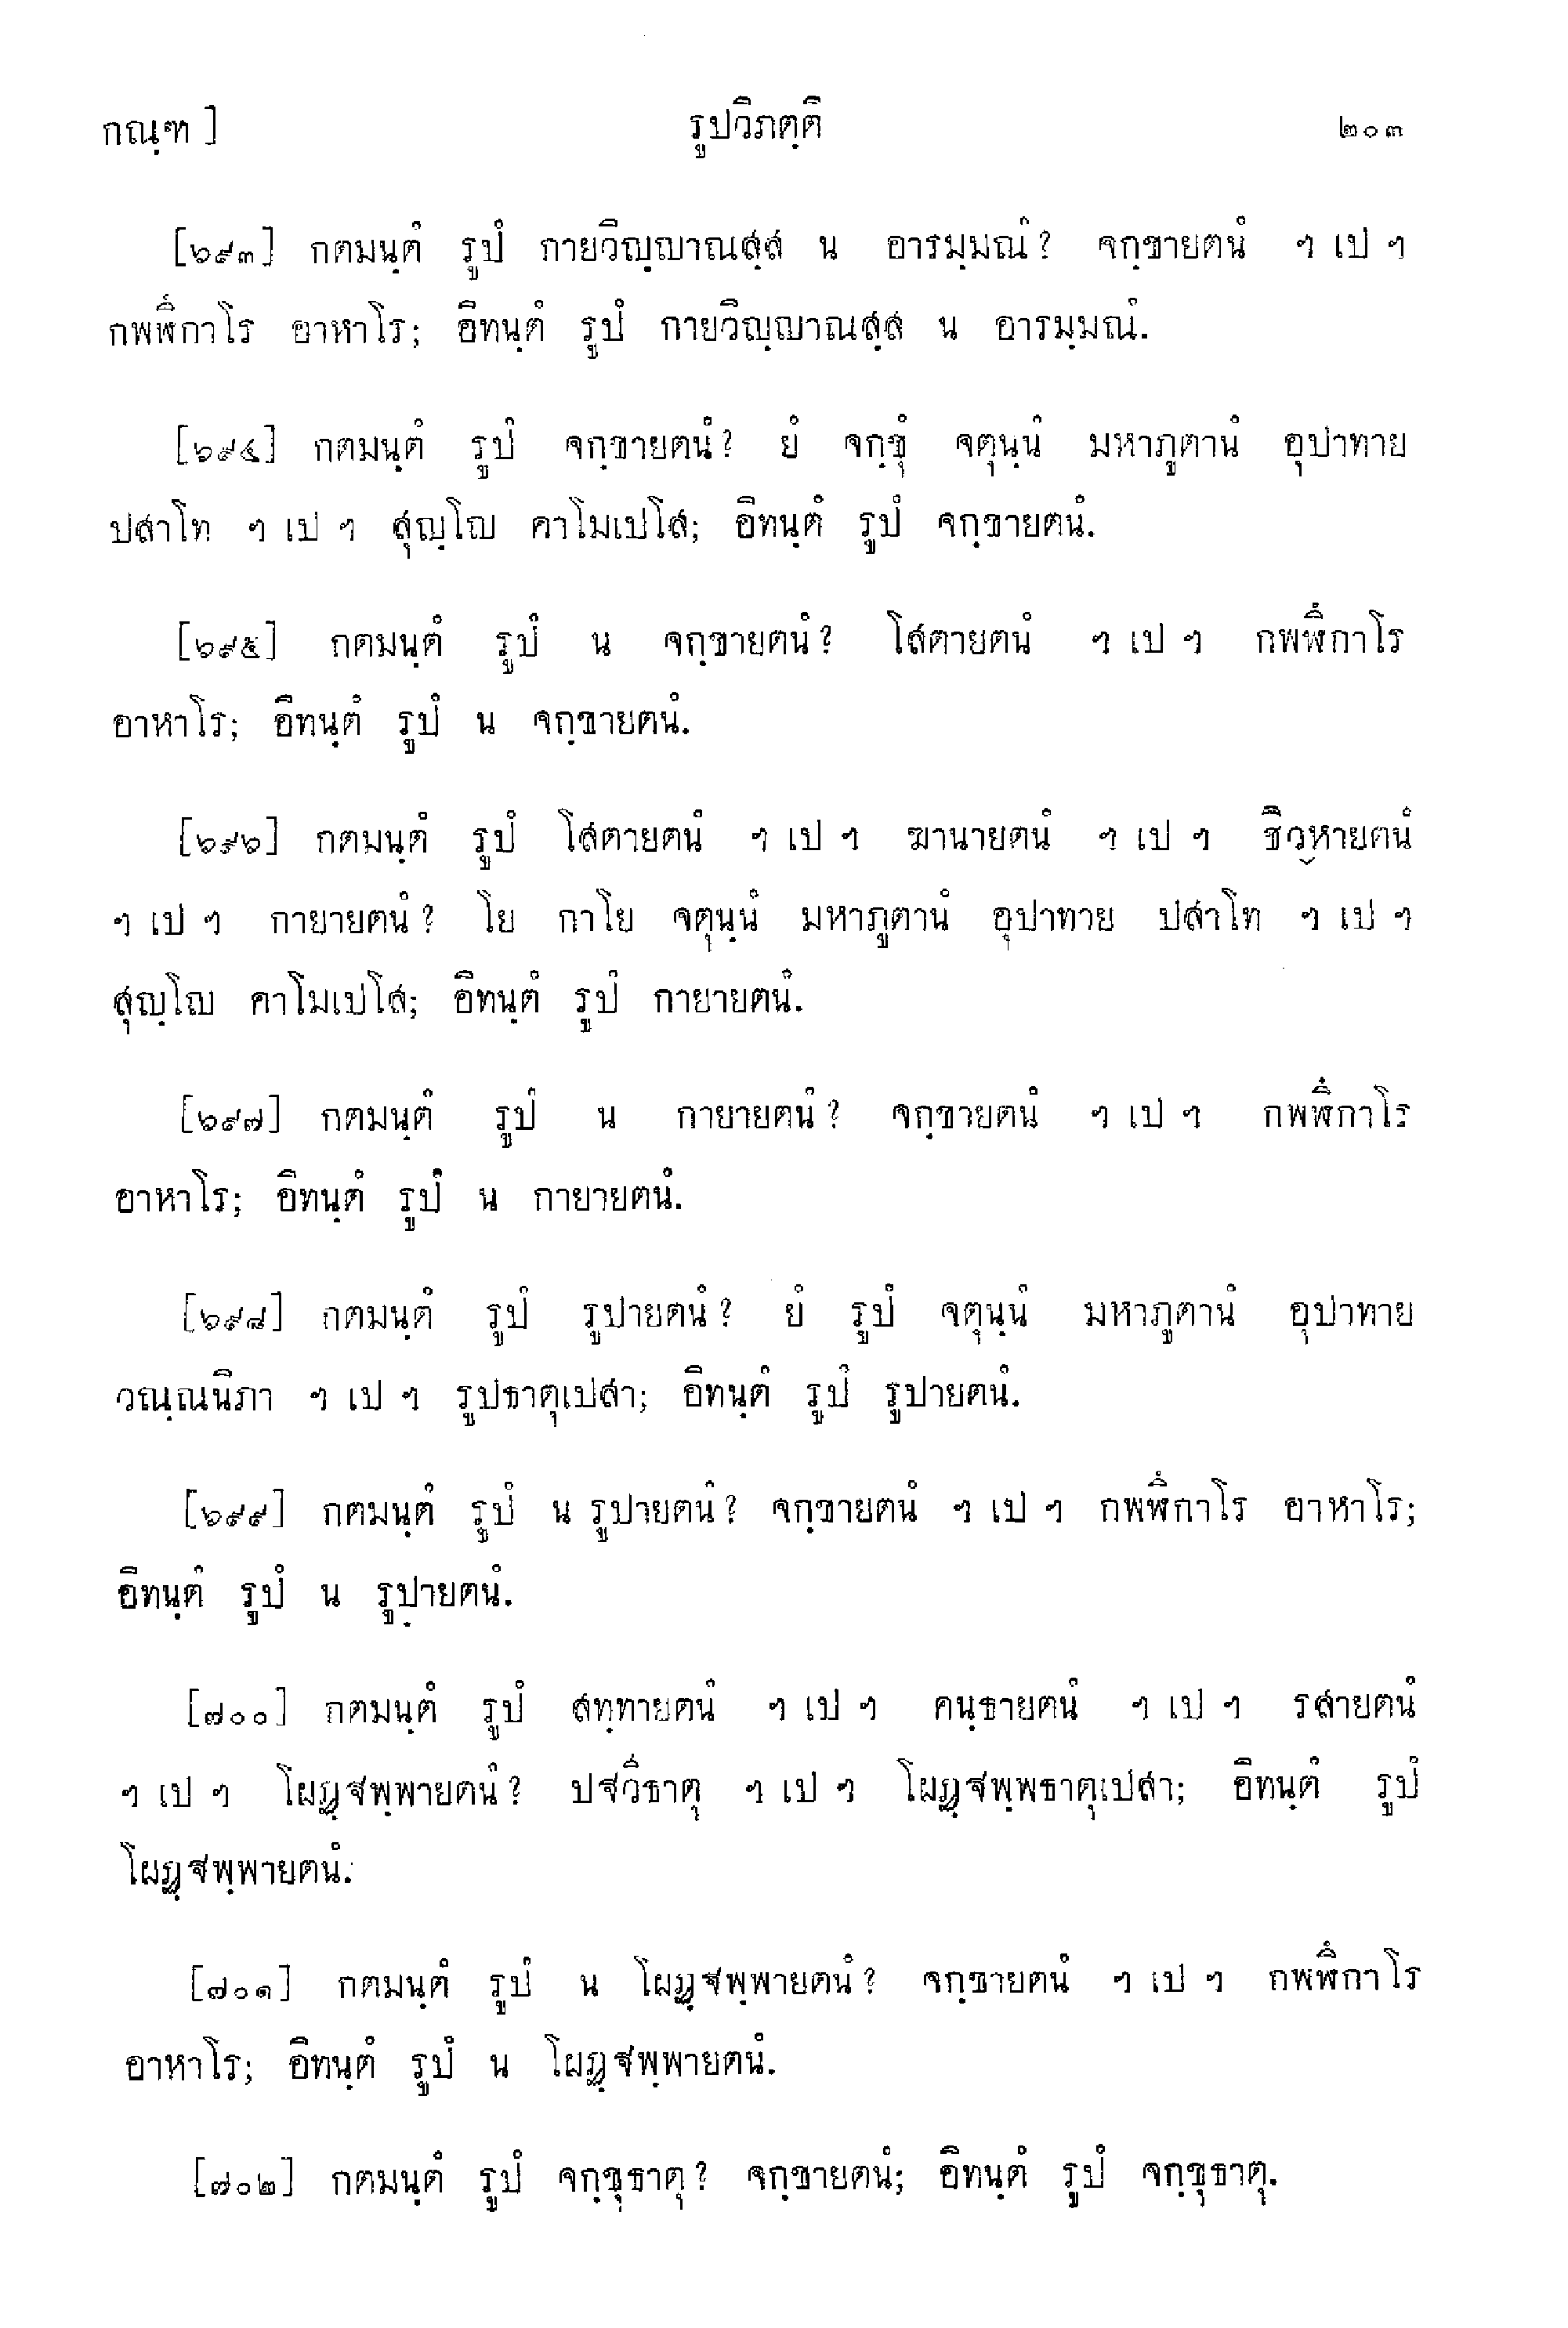 กณฺฑ]    รูปวิภตฺติ    ๒๐๓
[๖๙๓] กตมนฺตํ รูปํ กายวิญฺญาณสฺส น อารมฺมณํ? จกฺขายตนํ ฯ เป ฯ
กพฬิํกาโร อาหาโร; อิทนฺตํ รูปํ กายวิญฺญาณสฺส น อารมฺมณํ.
[๖๙๔] กตมนฺตํ รูปํ จกฺขายตนํ? ยํ จกฺขุํ จตุนฺนํ มหาภูตานํ อุปาทาย
ปสาโท ฯ เป ฯ สุญฺโญ คาโมเปโส; อิทนฺตํ รูปํ จกฺขายตนํ.
[๖๙๕] กตมนฺตํ รูปํ น จกฺขายตนํ? โสตายตนํ ฯ เป ฯ กพฬิํกาโร
อาหาโร; อิทนฺตํ รูปํ น จกฺขายตนํ.
[๖๙๖] กตมนฺตํ รูปํ โสตายตนํ ฯ เป ฯ ฆานายตนํ ฯ เป ฯ ชิวฺหายตนํ
ฯ เป ฯ กายายตนํ? โย กาโย จตุนฺนํ มหาภูตานํ อุปาทาย ปสาโท ฯ เป ฯ
สุญฺโญ คาโมเปโส; อิทนฺตํ รูปํ กายายตนํ.
[๖๙๗] กตมนฺตํ รูปํ น กายายตนํ? จกฺขายตนํ ฯ เป ฯ กพฬิํกาโร
อาหาโร; อิทนฺตํ รูปํ น กายายตนํ.
[๖๙๘] กตมนฺตํ รูปํ รูปายตนํ? ยํ รูปํ จตุนฺนํ มหาภูตานํ อุปาทาย
วณฺณนิภา ฯ เป ฯ รูปธาตุเปสา; อิทนฺตํ รูปํ รูปายตนํ.
[๖๙๙] กตมนฺตํ รูปํ น รูปายตนํ? จกฺขายตนํ ฯ เป ฯ กพฬิํกาโร อาหาโร;
อิทนฺตํ รูปํ น รูปฺายตนํ.
[๗๐๐] กตมนฺตํ รูปํ สทฺทายตนํ ฯ เป ฯ คนฺธายตนํ ฯ เป ฯ รสายตนํ
ฯ เป ฯ โผฏฺฐพฺพายตนํ? ปฐวีธาตุ ฯ เป ฯ โผฏฺฐพฺพธาตุเปสา; อิทนฺตํ รูปํ
โผฏฺฐพฺพายตนํ.
[๗๐๑] กตมนฺตํ รูปํ น โผฏฺฐพฺพายตนํ? จกฺขายตนํ ฯ เป ฯ กพฬิํกาโร
อาหาโร; อิทนฺตํ รูปํ น โผฏฺฐพฺพายตนํ.
[๗๐๒] กตมนฺตํ รูปํ จกฺขุธาตุ? จกฺขายตนํ; อิทนฺตํ รูปํ จกฺขุธาตุ.